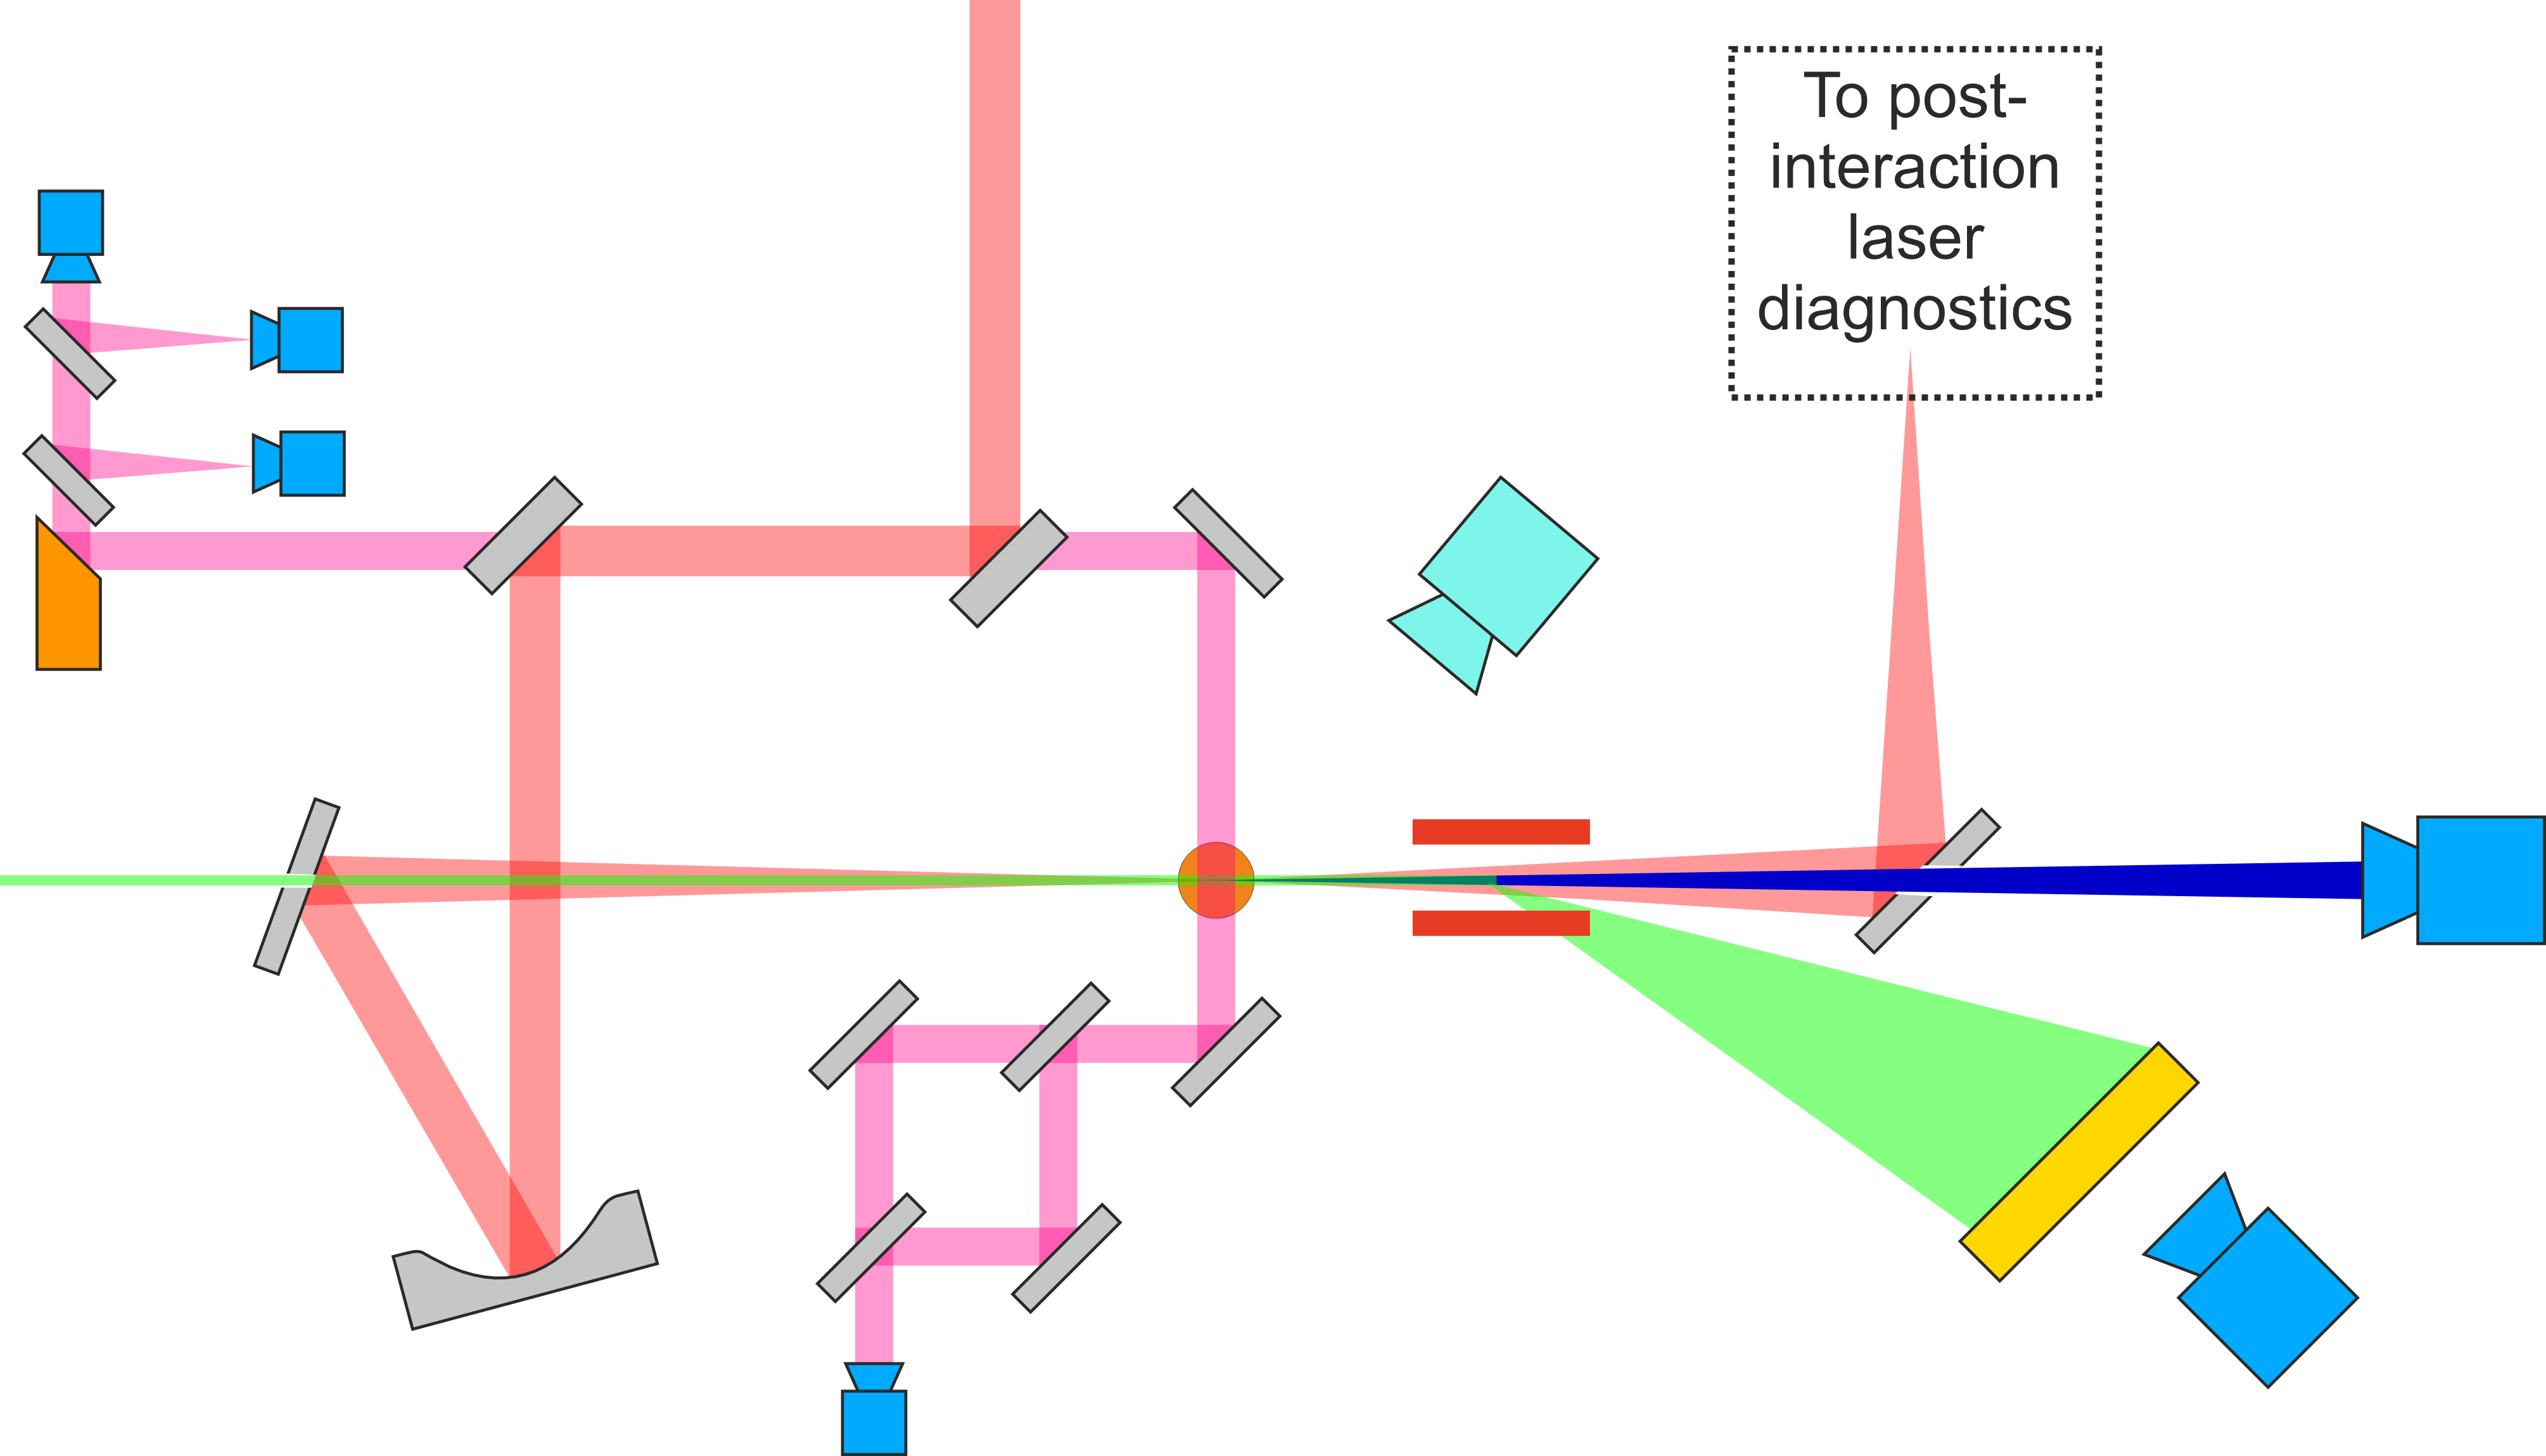 To post-
interaction
laser
diagnostics